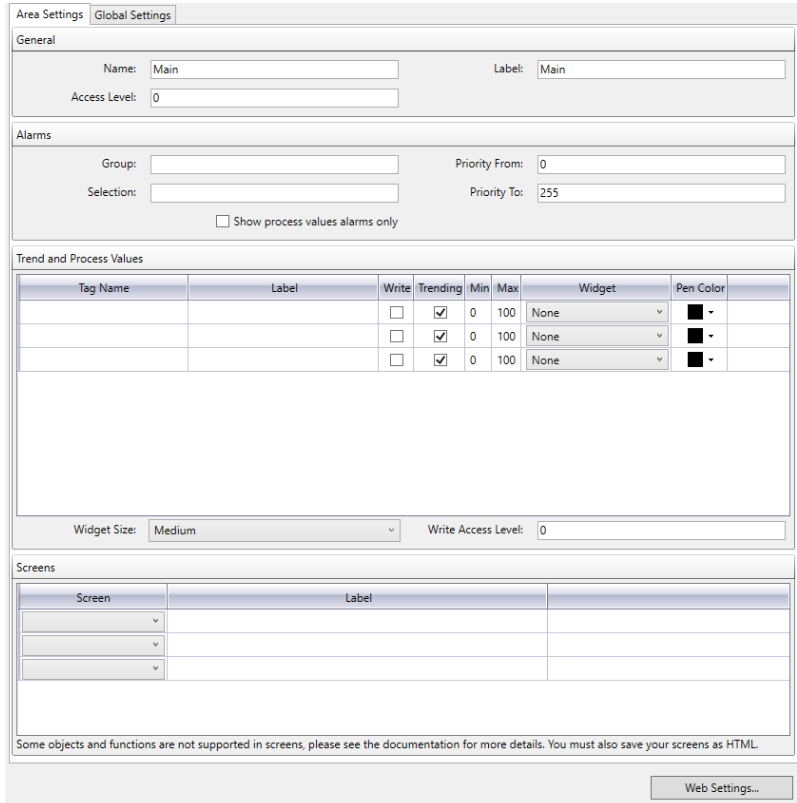 Area Settings Global Settings
General
Name: Main Label: Main
Access Level: 0
Alarms
Group: Priority From: 0
Selection: Priority To: 255
Show process values alarms only
Trend and Process Values
Tag Name Label Write Trending Min Max Widget Pen Color
0 100 None
0 100 None
0 100 None
Widget Size: Medium Write Access Level: 0
Screens
Screen Label
Some objects and functions are not supported in screens, please see the documentation for more details. You must also save your screens as HTML.
Web Settings...